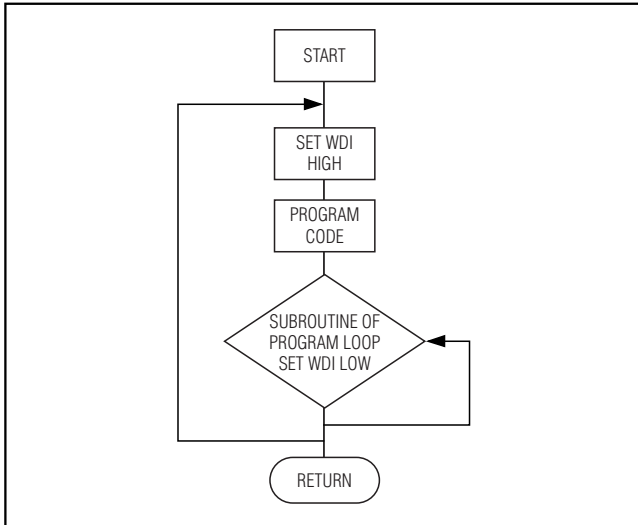 START
SET WDI
HIGH
PROGRAM
CODE
SUBROUTINE OF
PROGRAM LOOP
SET WDI LOW
RETURN